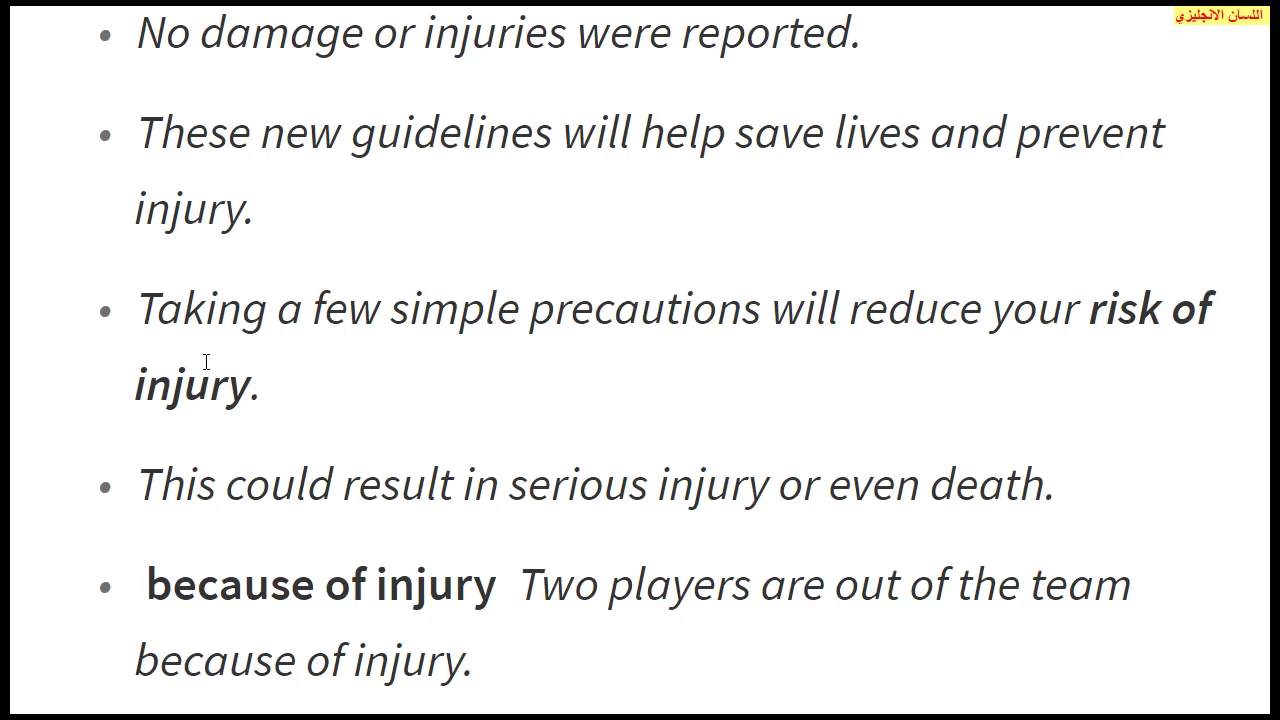 اللسان الانجليزي
• No damage or injuries were reported.
• These new guidelines will help save lives and prevent
injury.
• Taking a few simple precautions will reduce your risk of
injury.
• This could result in serious injury or even death.
• because of injury Two players are out of the team
because of injury.